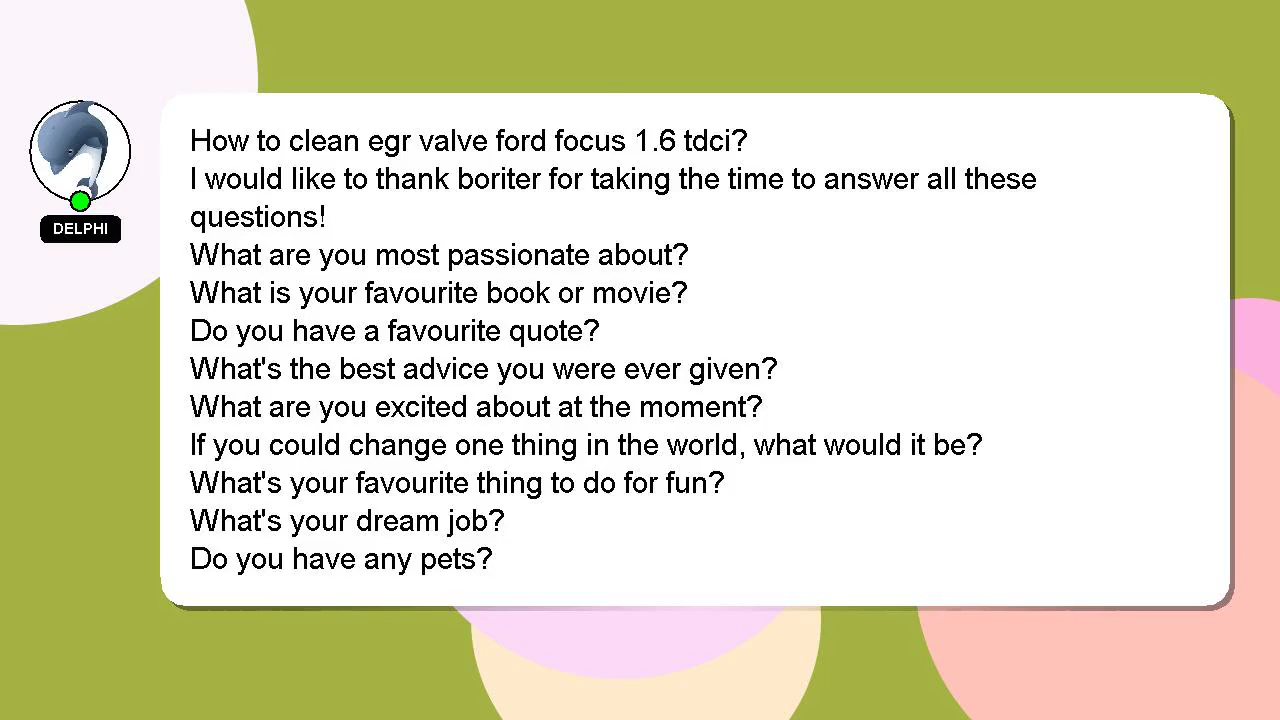 How to clean egr valve ford focus 1.6 tdci?
I would like to thank boriter for taking the time to answer all these
questions!
What are you most passionate about?
What is your favourite book or movie?
Do you have a favourite quote?
What's the best advice you were ever given?
What are you excited about at the moment?
If you could change one thing in the world, what would it be?
What's your favourite thing to do for fun?
What's your dream job?
Do you have any pets?
DELPHI